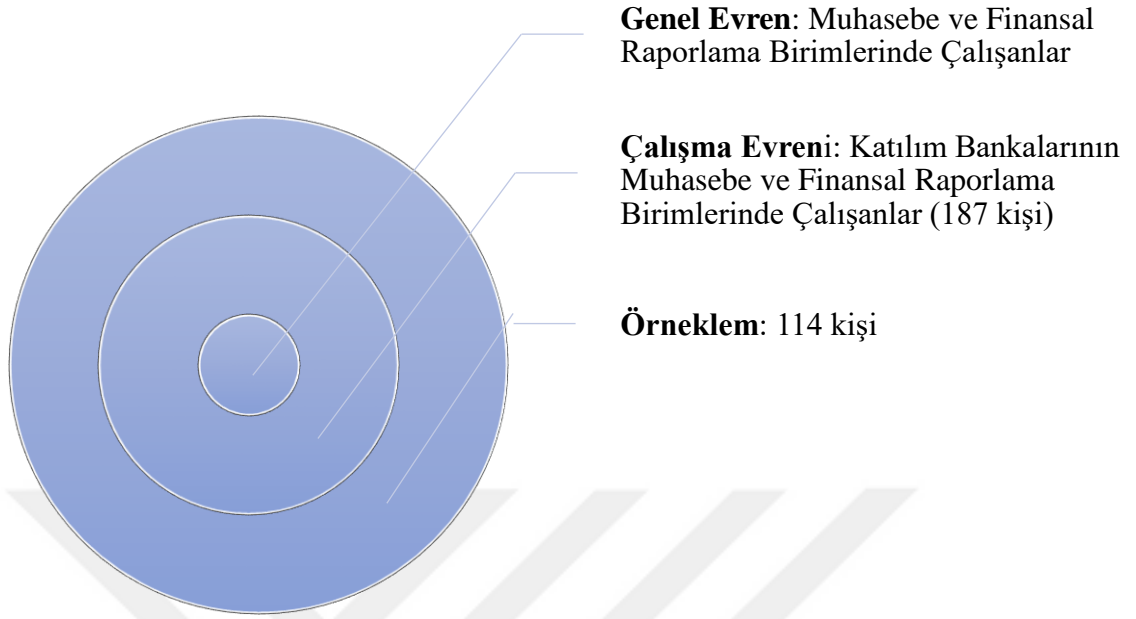 Genel Evren: Muhasebe ve Finansal
Raporlama Birimlerinde Çalışanlar
Çalışma Evreni: Katılım Bankalarının
Muhasebe ve Finansal Raporlama
Birimlerinde Çalışanlar (187 kişi)
Örneklem: 114 kişi